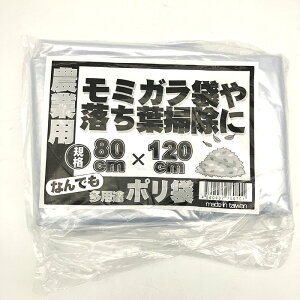 農業用
モミガラ袋や
落ち葉掃除に
規格
80cm×120cm
なんでも
多用途ポリ袋
made in taiwan